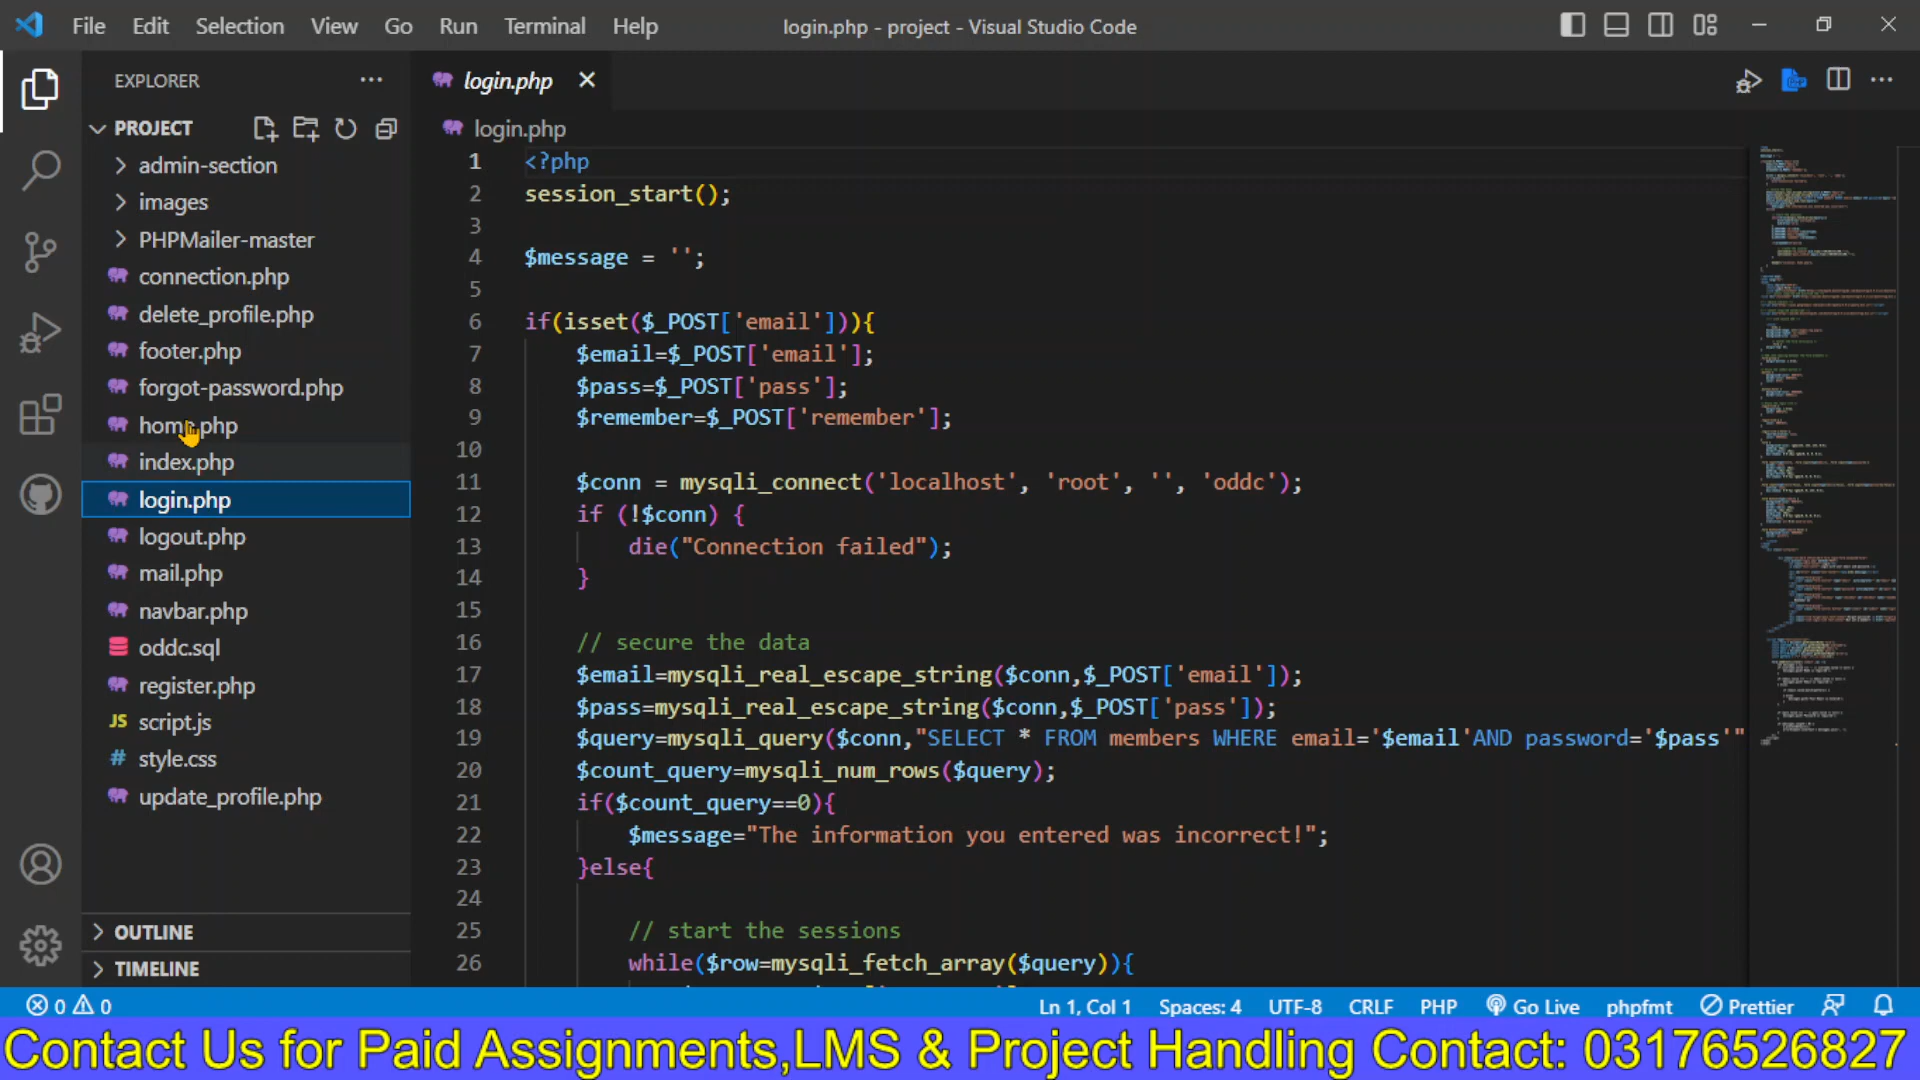 File Edit Selection View Go Run Terminal Help
login.php - project - Visual Studio Code
EXPLORER
PROJECT
admin-section
images
PHPMailer-master
connection.php
delete_profile.php
footer.php
forgot-password.php
home.php
index.php
login.php
logout.php
mail.php
navbar.php
oddc.sql
register.php
JS script.js
# style.css
update_profile.php
OUTLINE
TIMELINE
login.php
login.php
1 <?php
2 session_start();
3
4 $message = '';
5
6 if(isset($_POST['email'])){
7 $email=$_POST['email'];
8 $pass=$_POST['pass'];
9 $remember=$_POST['remember'];
10
11 $conn = mysqli_connect('localhost', 'root', '', 'oddc');
12 if (!$conn) {
13 die("Connection failed");
14 }
15
16 // secure the data
17 $email=mysqli_real_escape_string($conn,$_POST['email']);
18 $pass=mysqli_real_escape_string($conn,$_POST['pass']);
19 $query=mysqli_query($conn,"SELECT * FROM members WHERE email='$email'AND password='$pass'"
20 $count_query=mysqli_num_rows($query);
21 if($count_query==0){
22 $message="The information you entered was incorrect!";
23 }else{
24
25 // start the sessions
26 while($row=mysqli_fetch_array($query)){
0 0
Ln 1, Col 1 Spaces: 4 UTF-8 CRLF PHP Go Live phpfmt Prettier
Contact Us for Paid Assignments,LMS & Project Handling Contact: 03176526827